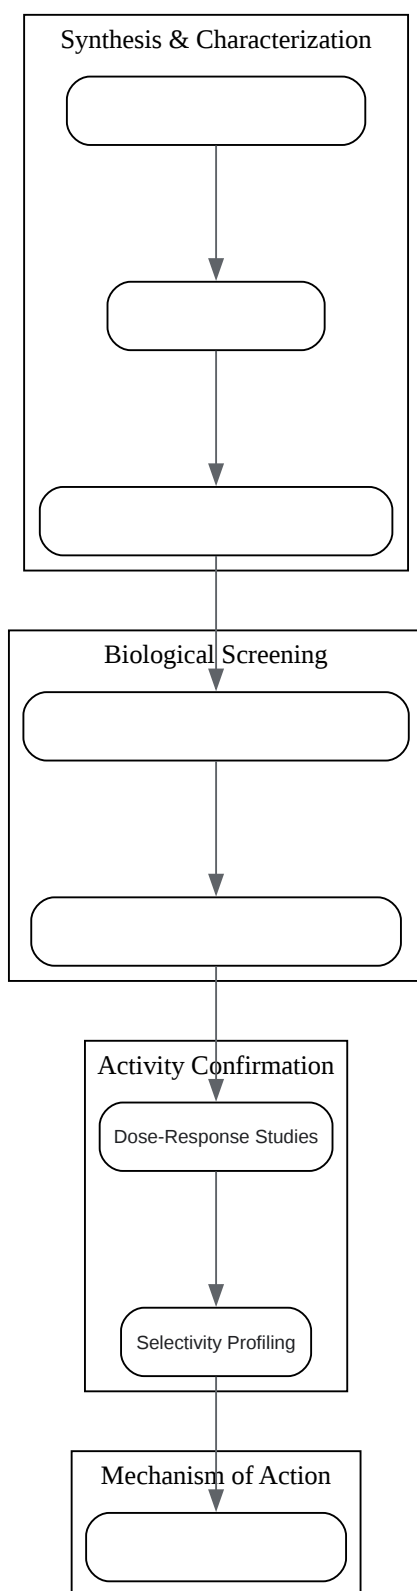 Synthesis & Characterization
Biological Screening
Activity Confirmation
Dose-Response Studies
Selectivity Profiling
Mechanism of Action